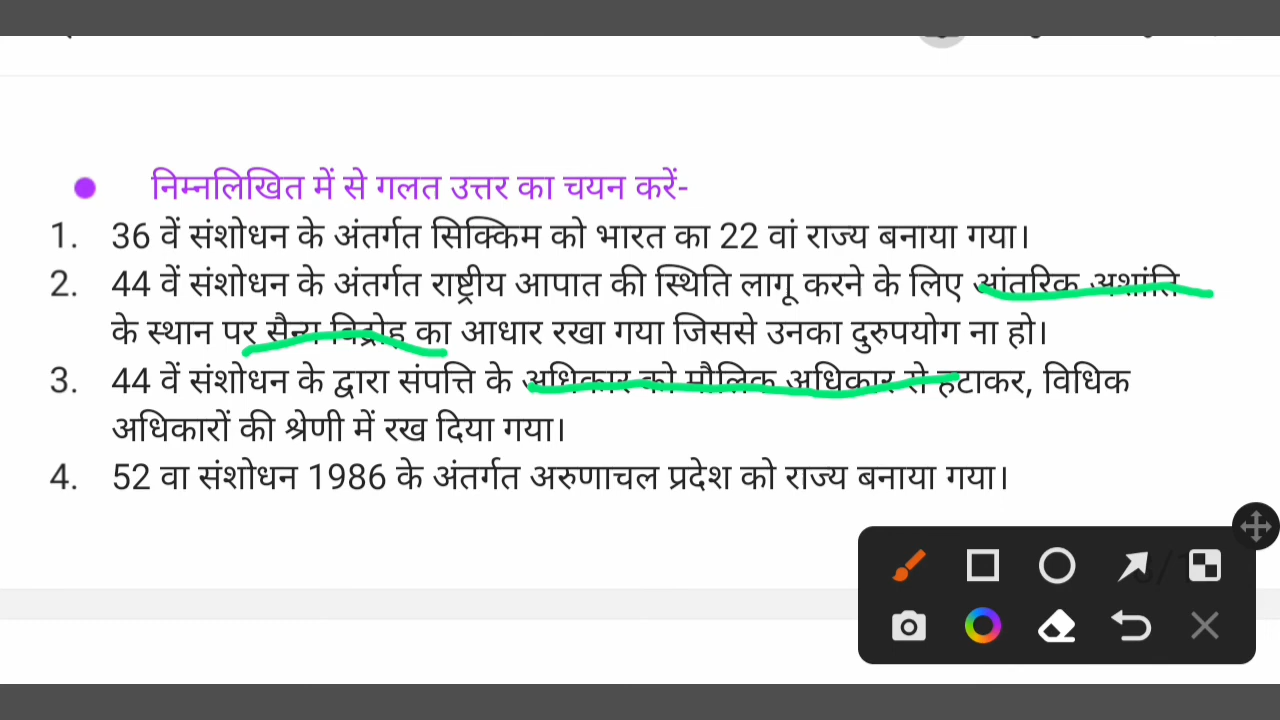 निम्नलिखित में से गलत उत्तर का चयन करें-
1. 36 वें संशोधन के अंतर्गत सिक्किम को भारत का 22 वां राज्य बनाया गया।
2. 44 वें संशोधन के अंतर्गत राष्ट्रीय आपात की स्थिति लागू करने के लिए आंतरिक अशांति
के स्थान पर सैन्य विद्रोह का आधार रखा गया जिससे उनका दुरुपयोग ना हो।
3. 44 वें संशोधन के द्वारा संपत्ति के अधिकार को मौलिक अधिकार से हटाकर, विधिक
अधिकारों की श्रेणी में रख दिया गया।
4. 52 वा संशोधन 1986 के अंतर्गत अरुणाचल प्रदेश को राज्य बनाया गया।